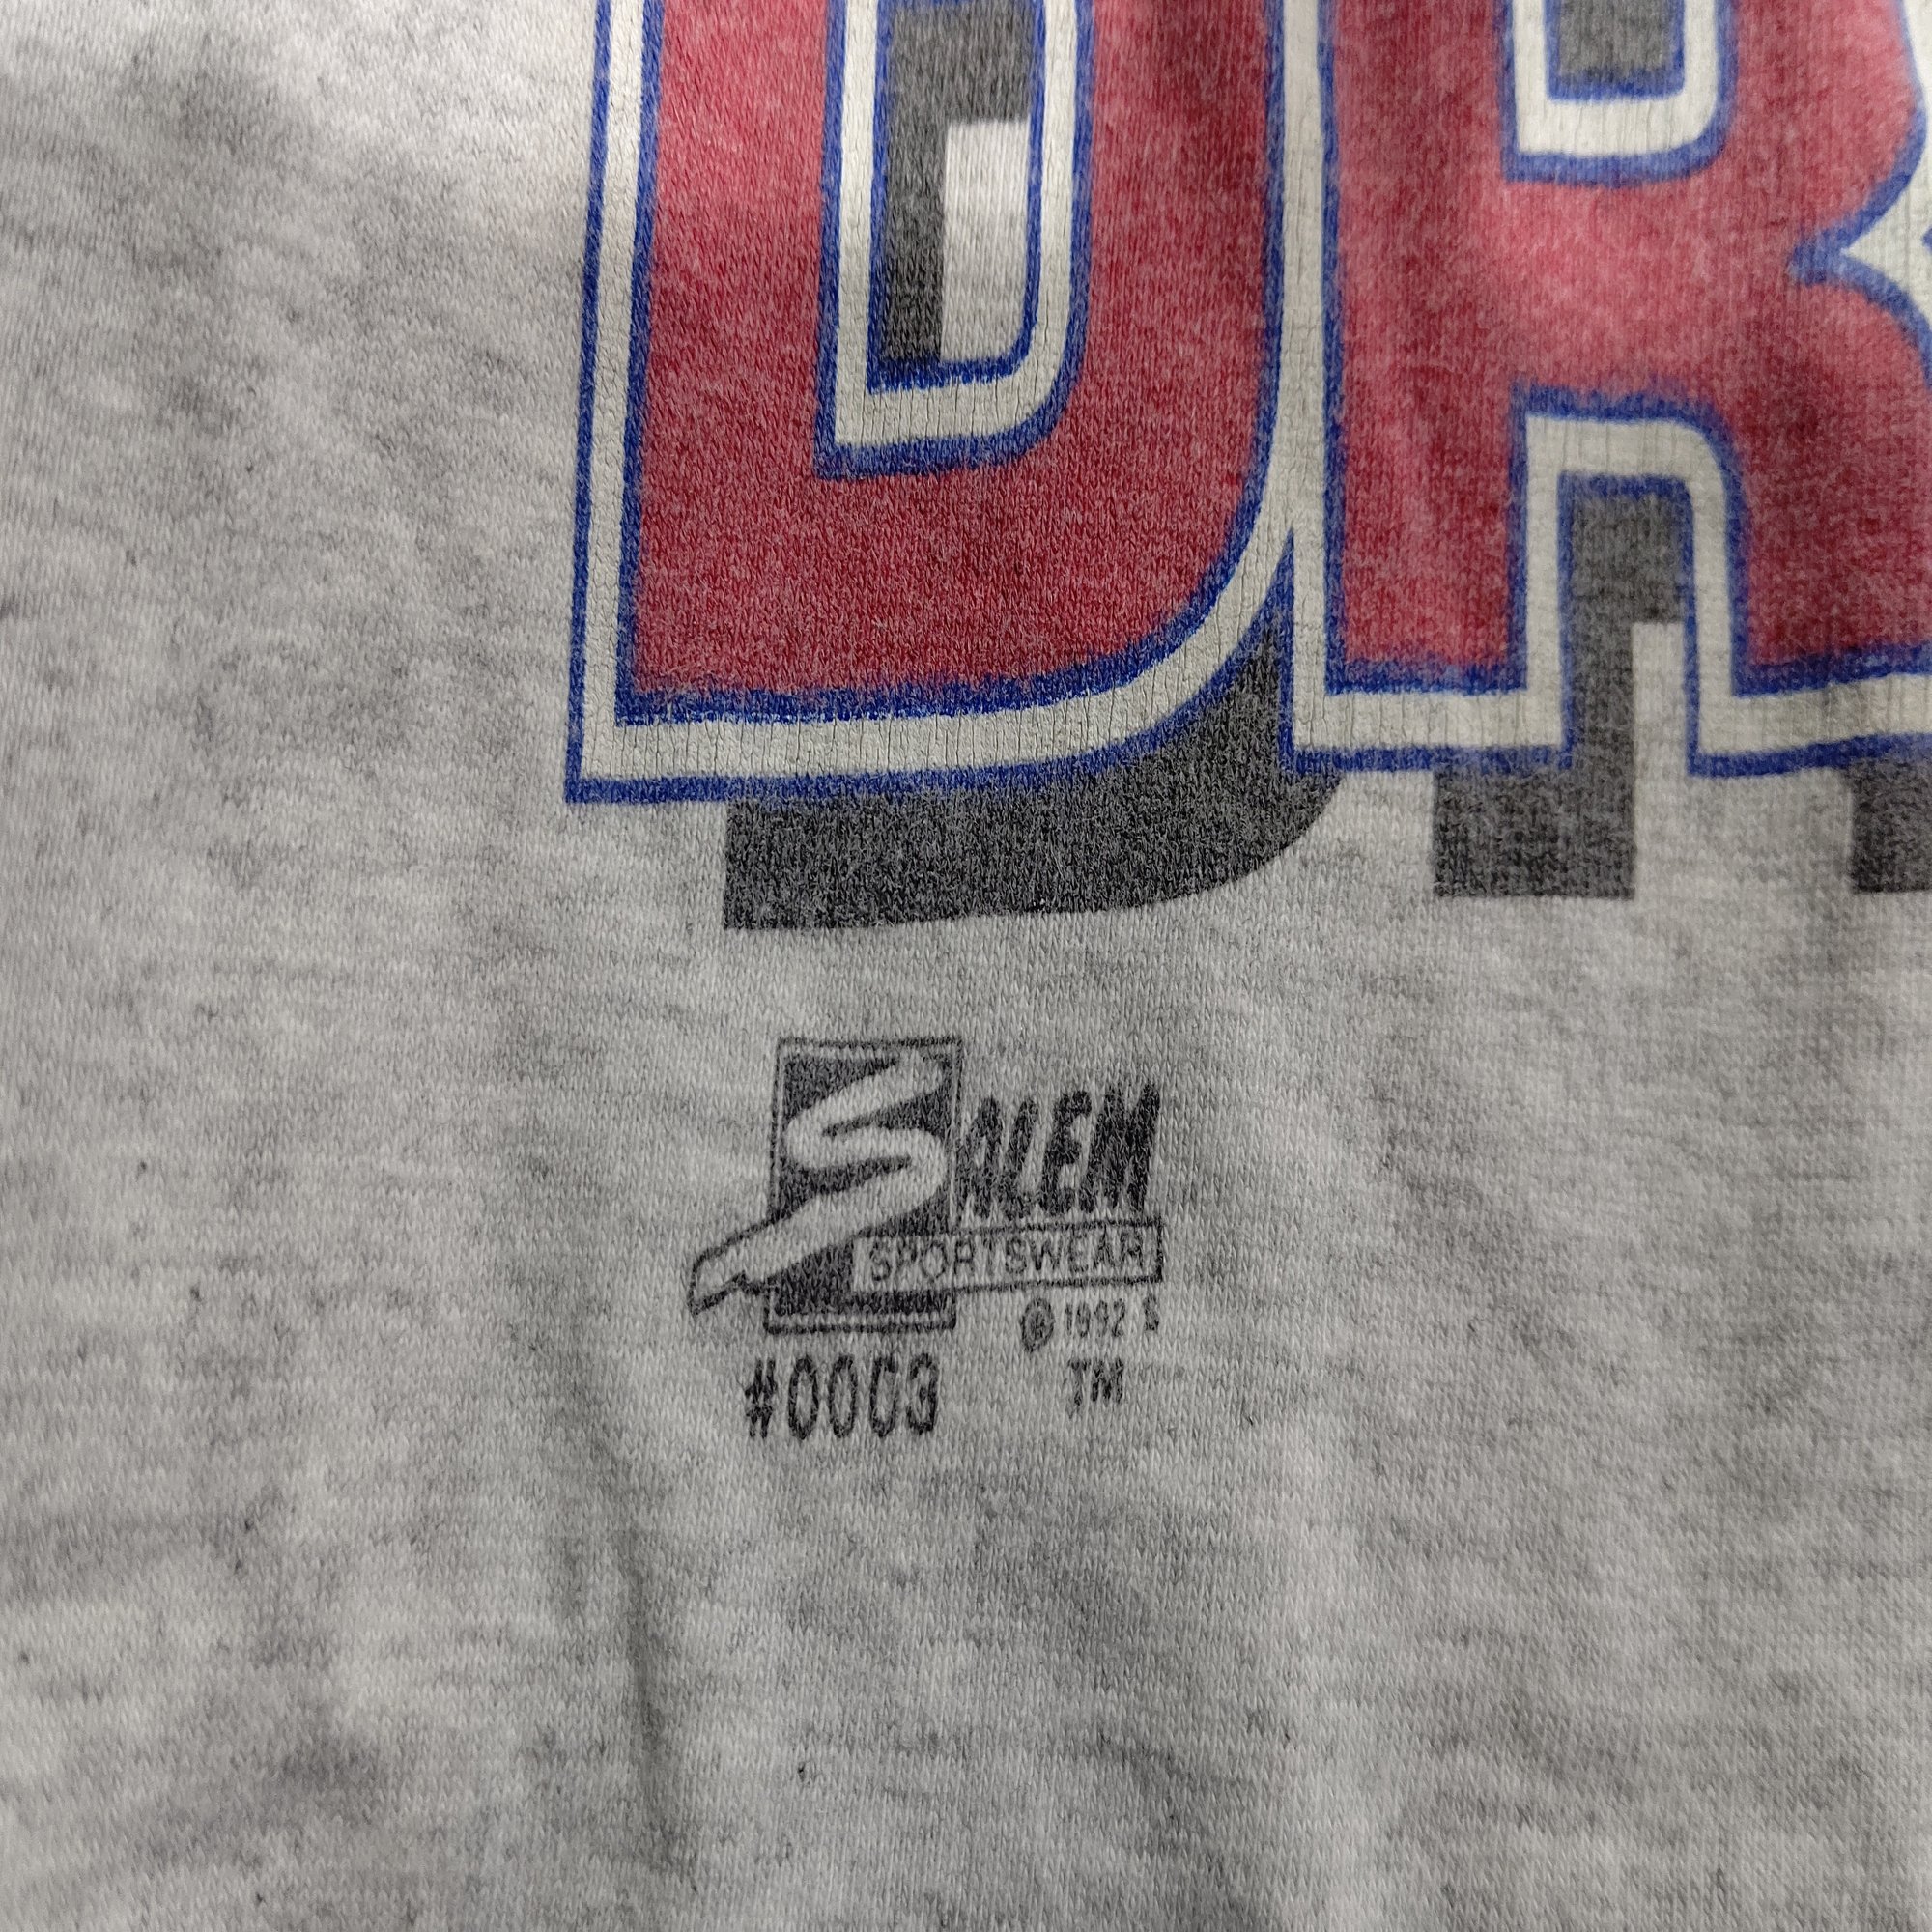 DR
SALEM
SPORTSWEAR
© 1992 S
#0003 TM